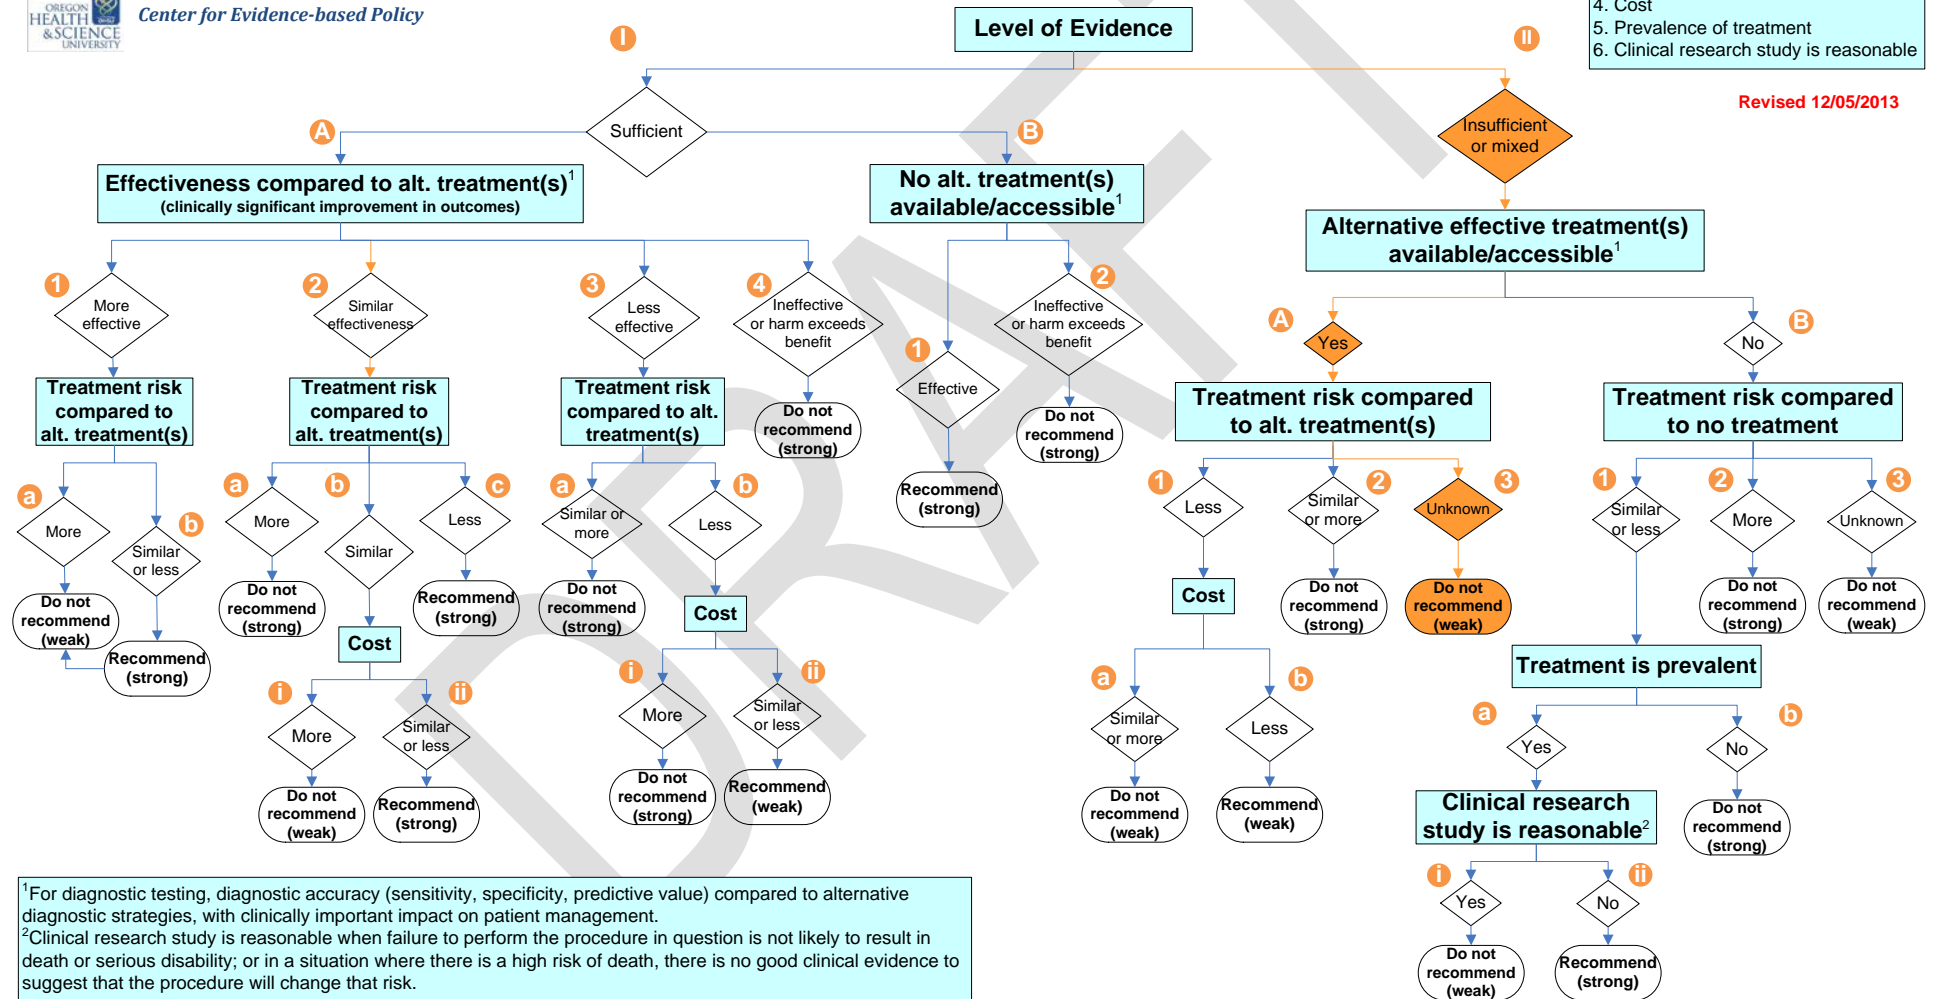 OREGON
HEALTH
&SCIENCE
UNIVERSITY
Center for Evidence-based Policy
4. Cost
5. Prevalence of treatment
6. Clinical research study is reasonable
Revised 12/05/2013
DRAFT
Level of Evidence
I
II
Sufficient
Insufficient
or mixed
A
B
Effectiveness compared to alt. treatment(s)1
(clinically significant improvement in outcomes)
No alt. treatment(s)
available/accessible1
Alternative effective treatment(s)
available/accessible1
1
More
effective
2
Similar
effectiveness
3
Less
effective
4
Ineffective
or harm exceeds
benefit
Do not
recommend
(strong)
1
Effective
Recommend
(strong)
2
Ineffective
or harm exceeds
benefit
Do not
recommend
(strong)
A
Yes
B
No
Treatment risk
compared to
alt. treatment(s)
Treatment risk
compared to
alt. treatment(s)
Treatment risk
compared to alt.
treatment(s)
Treatment risk compared
to alt. treatment(s)
Treatment risk compared
to no treatment
a
More
Do not
recommend
(weak)
b
Similar
or less
Recommend
(strong)
a
More
Do not
recommend
(strong)
b
Similar
Cost
i
More
Do not
recommend
(weak)
ii
Similar
or less
Recommend
(strong)
c
Less
Recommend
(strong)
a
Similar or
more
Do not
recommend
(strong)
b
Less
Cost
i
More
Do not
recommend
(strong)
ii
Similar
or less
Recommend
(weak)
1
Less
Cost
a
Similar
or more
Do not
recommend
(weak)
b
Less
Recommend
(weak)
2
Similar
or more
Do not
recommend
(strong)
3
Unknown
Do not
recommend
(weak)
1
Similar
or less
2
More
Do not
recommend
(strong)
3
Unknown
Do not
recommend
(weak)
Treatment is prevalent
a
Yes
b
No
Do not
recommend
(strong)
Clinical research
study is reasonable2
i
Yes
Do not
recommend
(weak)
ii
No
Recommend
(strong)
1For diagnostic testing, diagnostic accuracy (sensitivity, specificity, predictive value) compared to alternative
diagnostic strategies, with clinically important impact on patient management.
2Clinical research study is reasonable when failure to perform the procedure in question is not likely to result in
death or serious disability; or in a situation where there is a high risk of death, there is no good clinical evidence to
suggest that the procedure will change that risk.